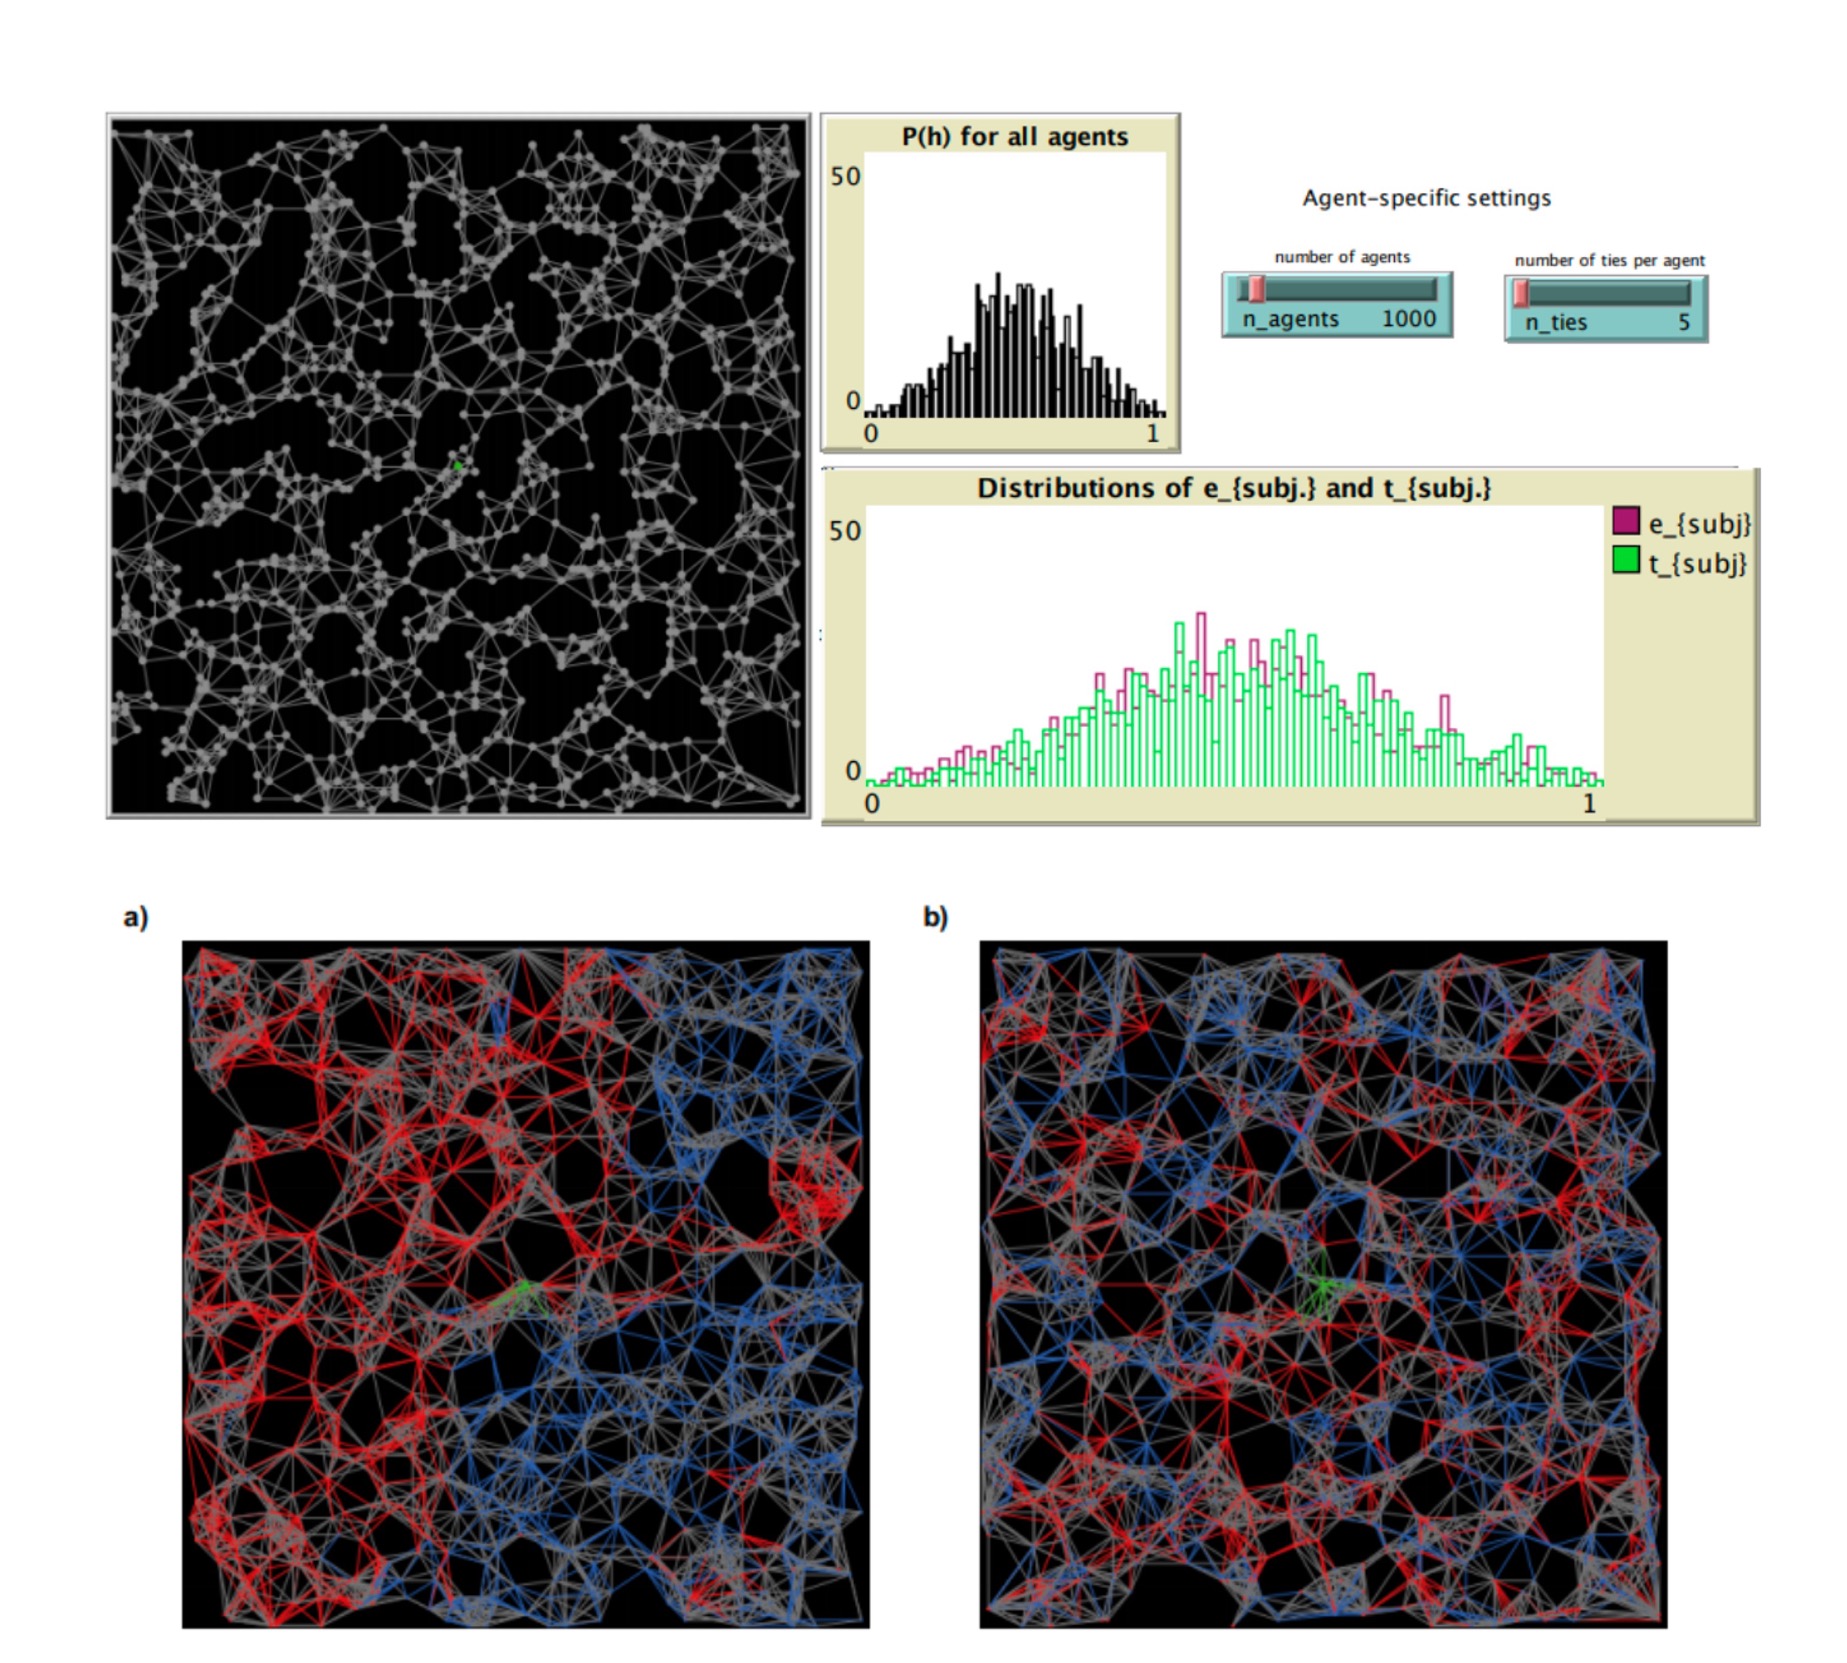 P(h) for all agents
50
0
0 1
Agent-specific settings
number of agents
n_agents 1000
number of ties per agent
n_ties 5
Distributions of e_{subj.} and t_{subj.}
50
0
0 1
e_{subj}
t_{subj}
a)
b)